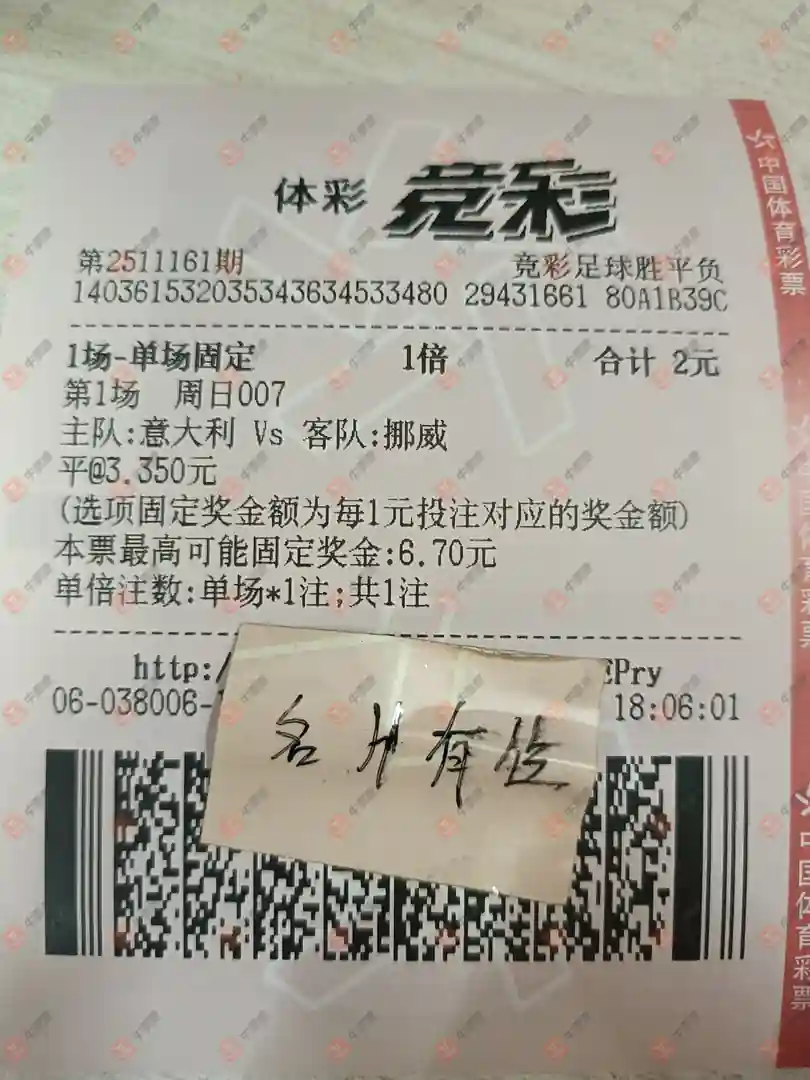 体彩 竞彩
第2511161期 竞彩足球胜平负
140361532035343634533480 29431661 80A1B39C
1场-单场固定 1倍 合计 2元
第1场 周日007
主队:意大利 Vs 客队:挪威
平@3.350元
(选项固定奖金额为每1元投注对应的奖金额)
本票最高可能固定奖金:6.70元
单倍注数:单场*1注;共1注
http:/
EPry
06-038006-
18:06:01
名片有
中国体育彩票
中国体育彩票